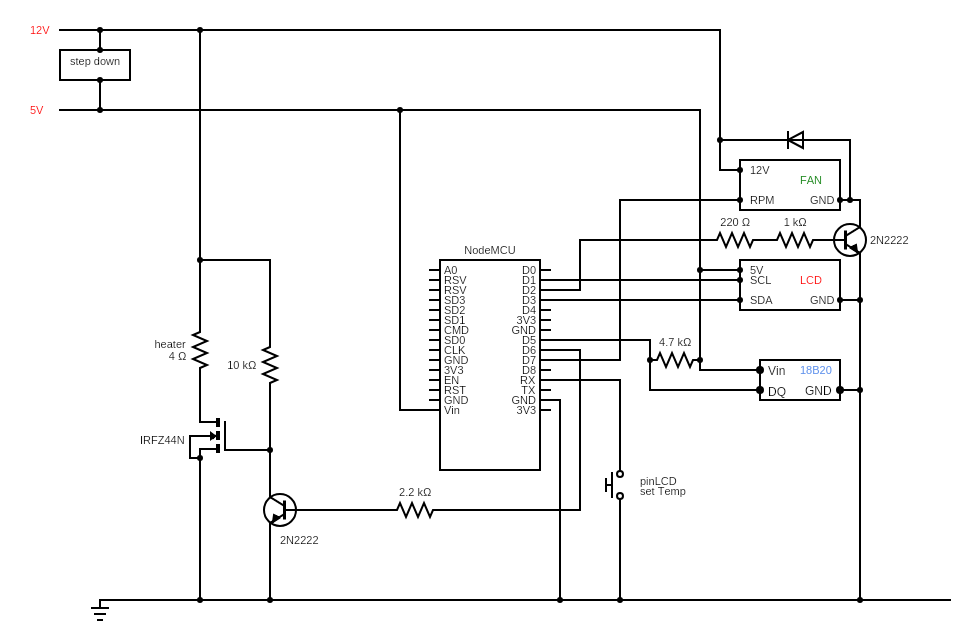 12V
step down
5V
12V
FAN
RPM
GND
220 Ω
1 kΩ
2N2222
NodeMCU
A0
RSV
RSV
SD3
SD2
SD1
CMD
SD0
CLK
GND
3V3
EN
RST
GND
Vin
D0
D1
D2
D3
D4
3V3
GND
D5
D6
D7
D8
RX
TX
GND
3V3
5V
SCL
LCD
SDA
GND
4.7 kΩ
Vin
18B20
DQ
GND
heater
4 Ω
10 kΩ
IRFZ44N
2.2 kΩ
2N2222
pinLCD
set Temp